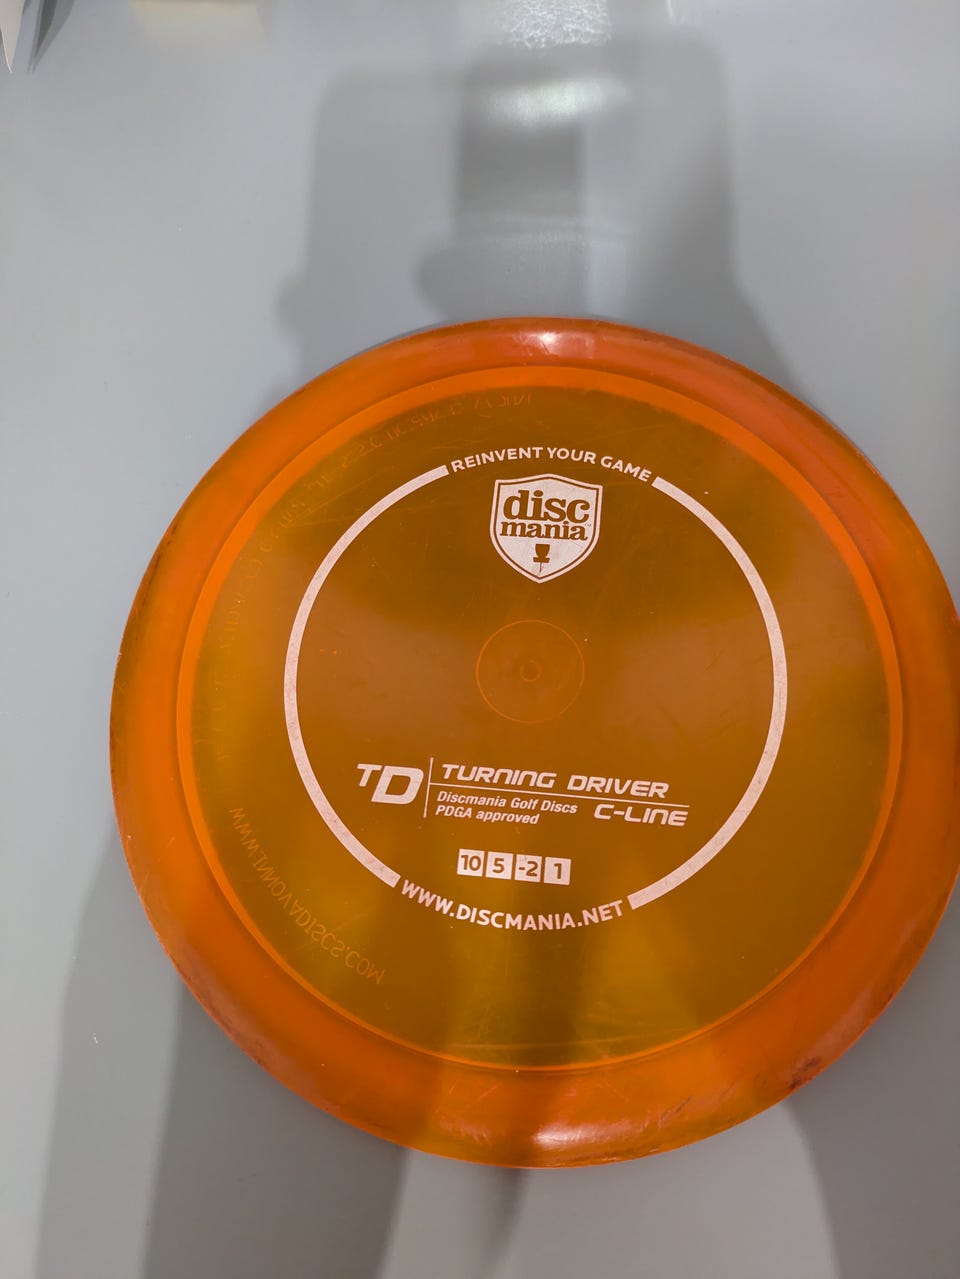 REINVENT YOUR GAME
disc
mania™
TD
TURNING DRIVER
Discmania Golf Discs
PDGA approved
C-LINE
10 5 -2 1
WWW.DISCMANIA.NET
WWW.INNOVADISCS.COM